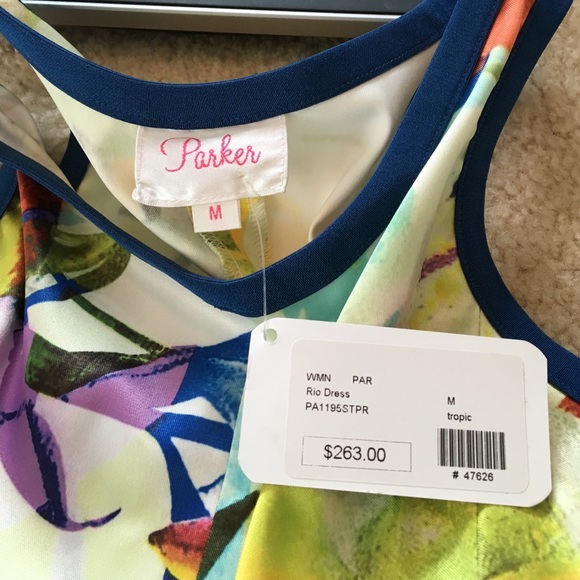 Parker
M
WMN PAR
Rio Dress
PA1195STPR
M
tropic
$263.00
# 47626